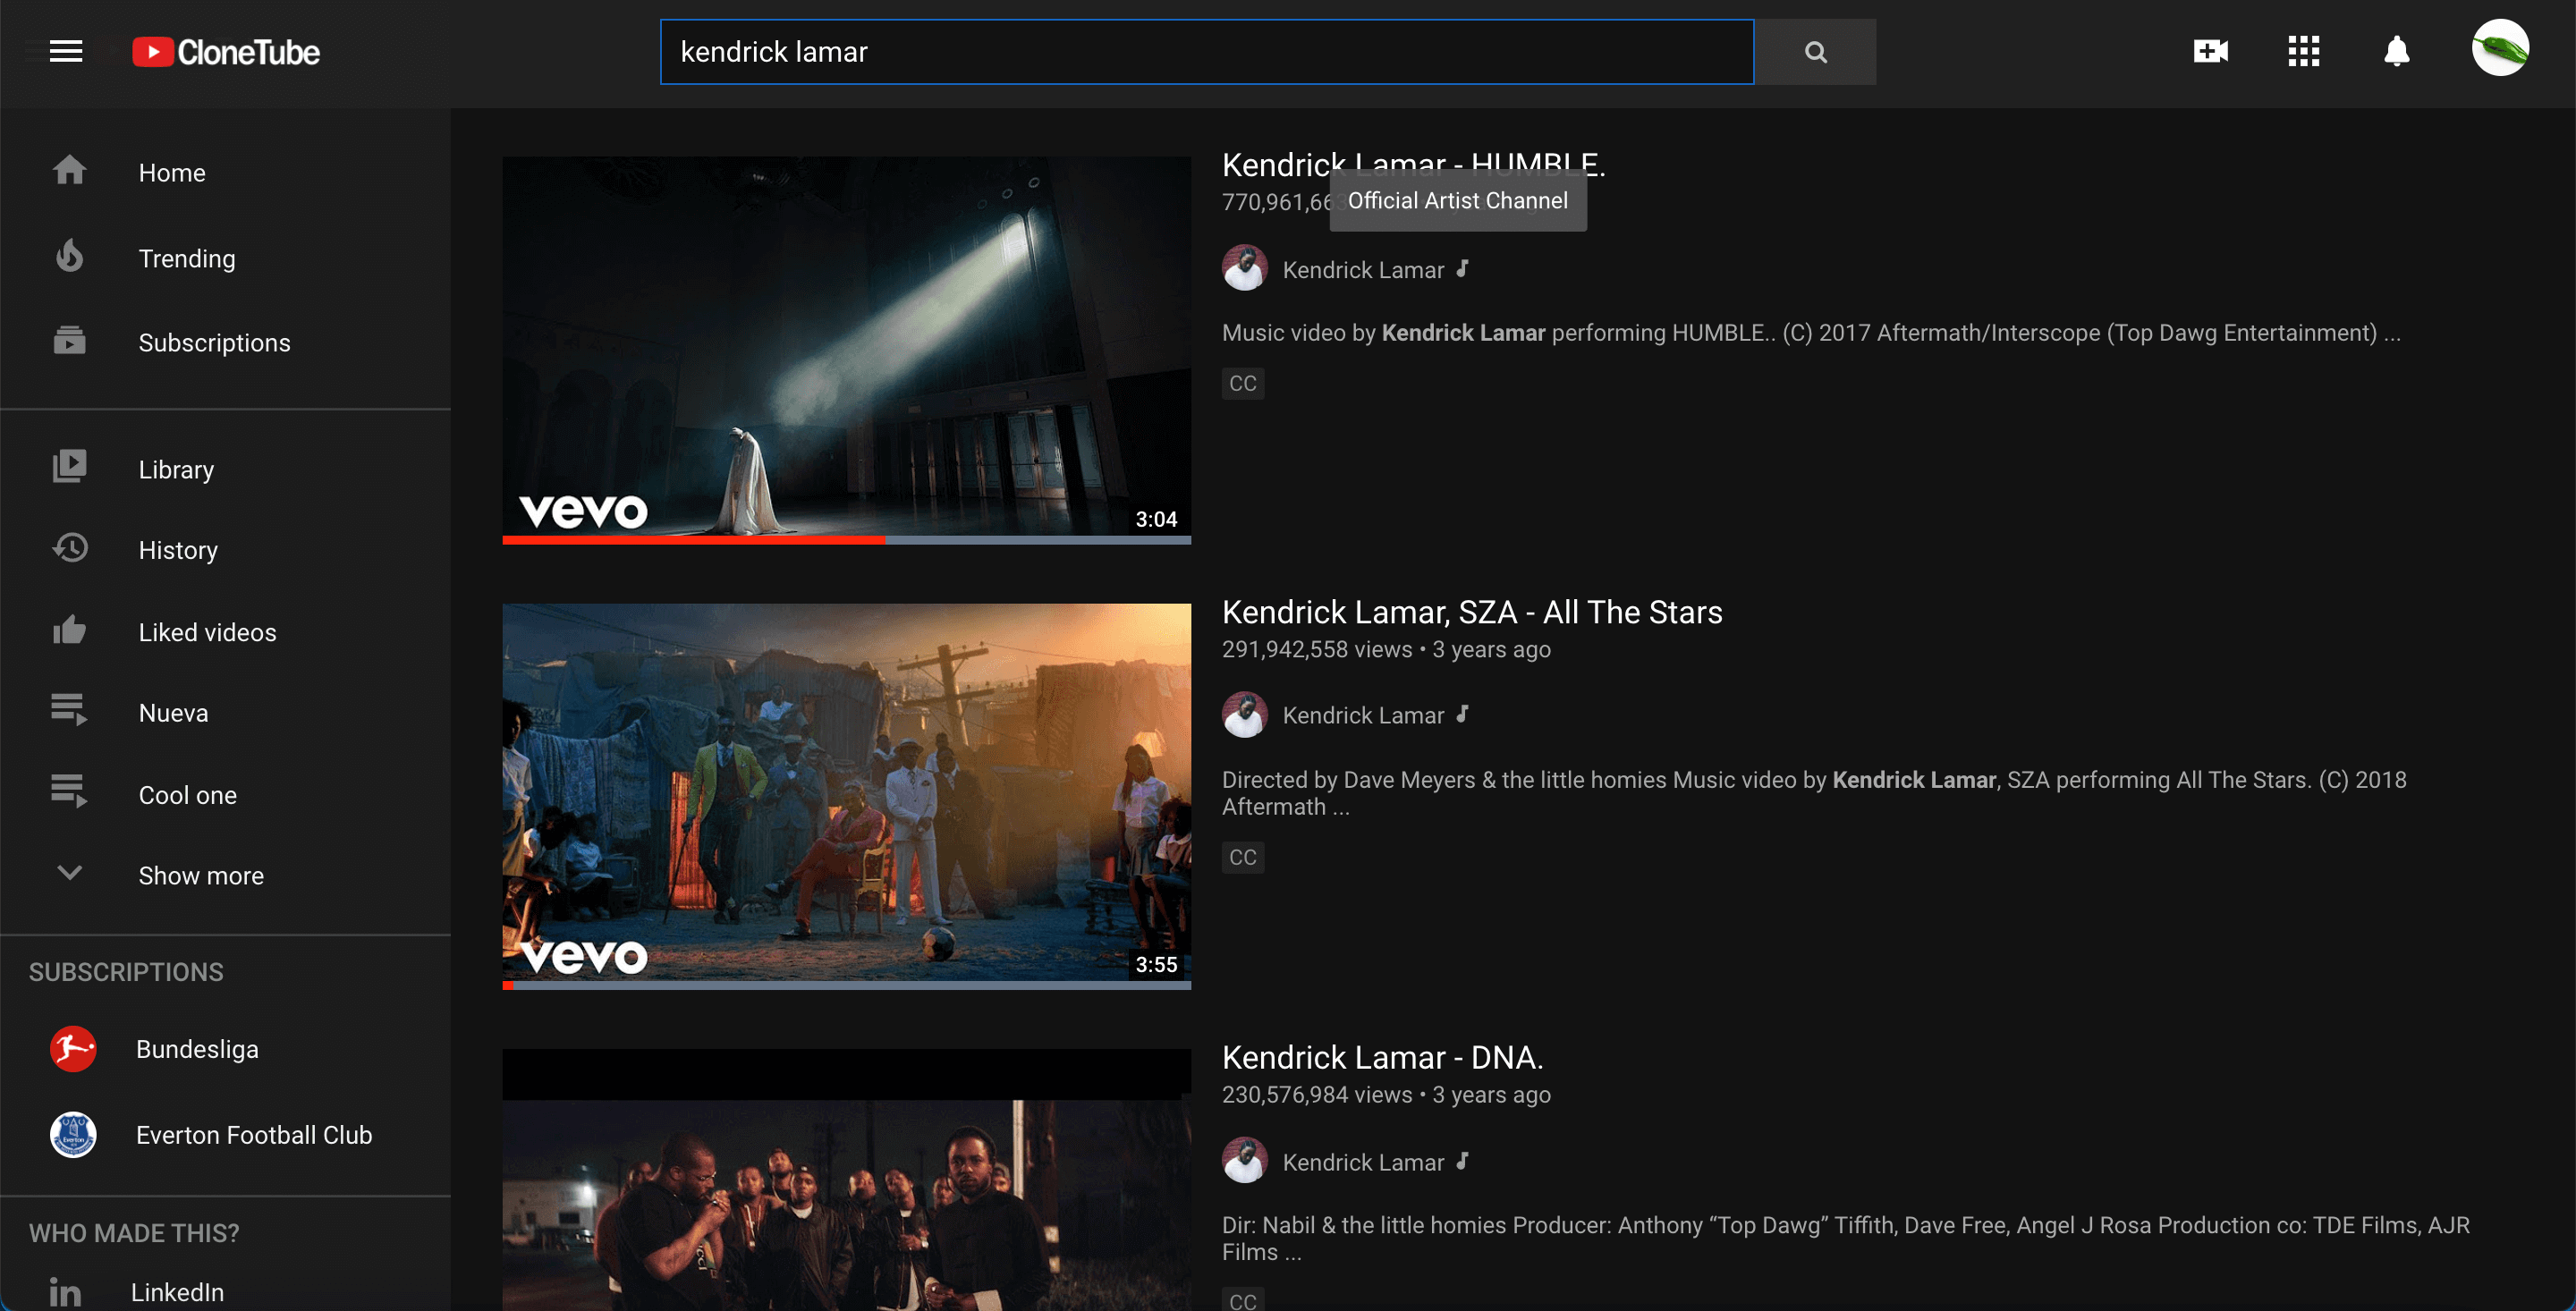 CloneTube
kendrick lamar
Home
Trending
Subscriptions
Library
History
Liked videos
Nueva
Cool one
Show more
SUBSCRIPTIONS
Bundesliga
Everton Football Club
WHO MADE THIS?
LinkedIn
vevo
3:04
Kendrick Lamar - HUMBLE.
Official Artist Channel
Kendrick Lamar
Music video by Kendrick Lamar performing HUMBLE.. (C) 2017 Aftermath/Interscope (Top Dawg Entertainment) ...
CC
vevo
3:55
Kendrick Lamar, SZA - All The Stars
291,942,558 views • 3 years ago
Kendrick Lamar
Directed by Dave Meyers & the little homies Music video by Kendrick Lamar, SZA performing All The Stars. (C) 2018
Aftermath ...
CC
Kendrick Lamar - DNA.
230,576,984 views • 3 years ago
Kendrick Lamar
Dir: Nabil & the little homies Producer: Anthony “Top Dawg” Tiffith, Dave Free, Angel J Rosa Production co: TDE Films, AJR
Films ...
CC